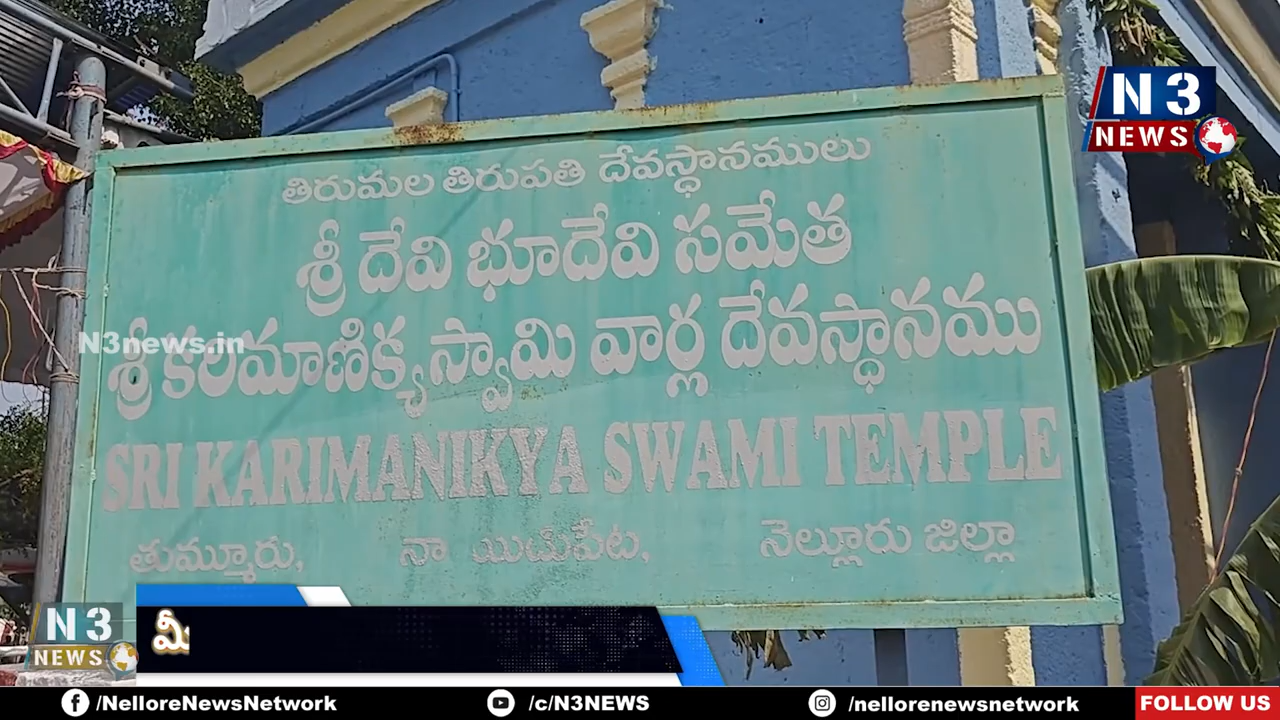 తిరుమల తిరుపతి దేవస్థానములు
శ్రీ దేవి భూదేవి సమేత
శ్రీ కలిమాణిక్యస్వామి వార్ల దేవస్థానము
SRI KARIMANIKYA SWAMI TEMPLE
తుమ్మూరు, నా పేట, నెల్లూరు జిల్లా
N3 NEWS
N3news.in
N3 NEWS
మీ
/NelloreNewsNetwork /c/N3NEWS /nellorenewsnetwork FOLLOW US